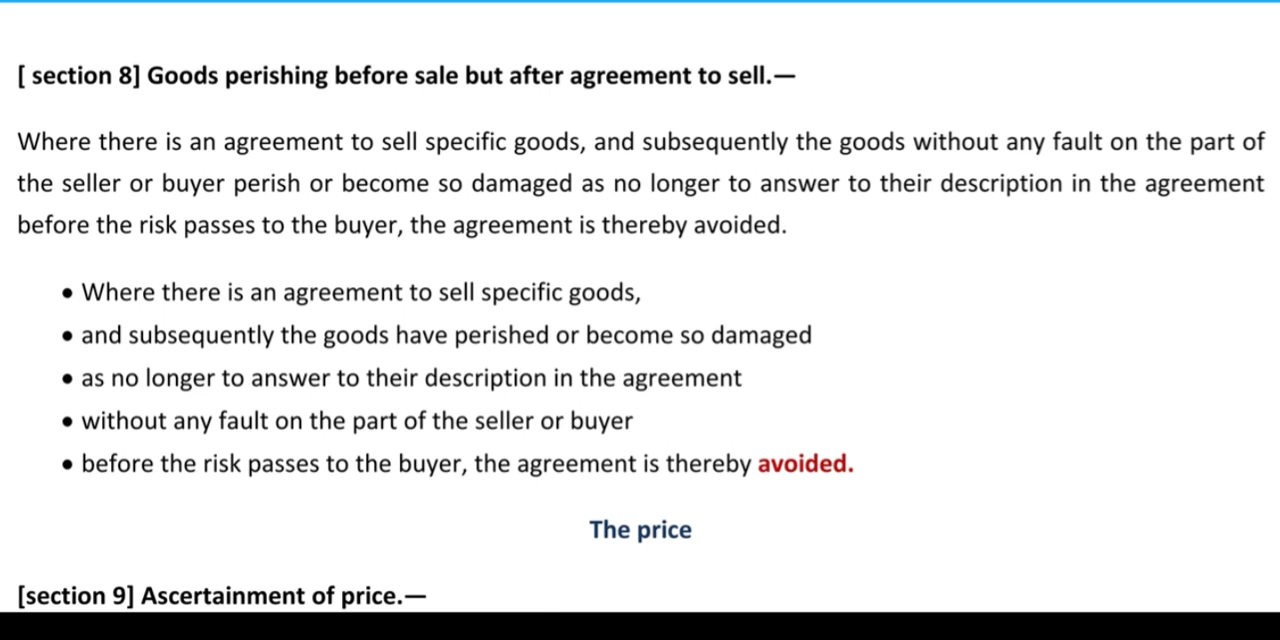 [ section 8] Goods perishing before sale but after agreement to sell.—
Where there is an agreement to sell specific goods, and subsequently the goods without any fault on the part of
the seller or buyer perish or become so damaged as no longer to answer to their description in the agreement
before the risk passes to the buyer, the agreement is thereby avoided.
• Where there is an agreement to sell specific goods,
• and subsequently the goods have perished or become so damaged
• as no longer to answer to their description in the agreement
• without any fault on the part of the seller or buyer
• before the risk passes to the buyer, the agreement is thereby avoided.
The price
[section 9] Ascertainment of price.—